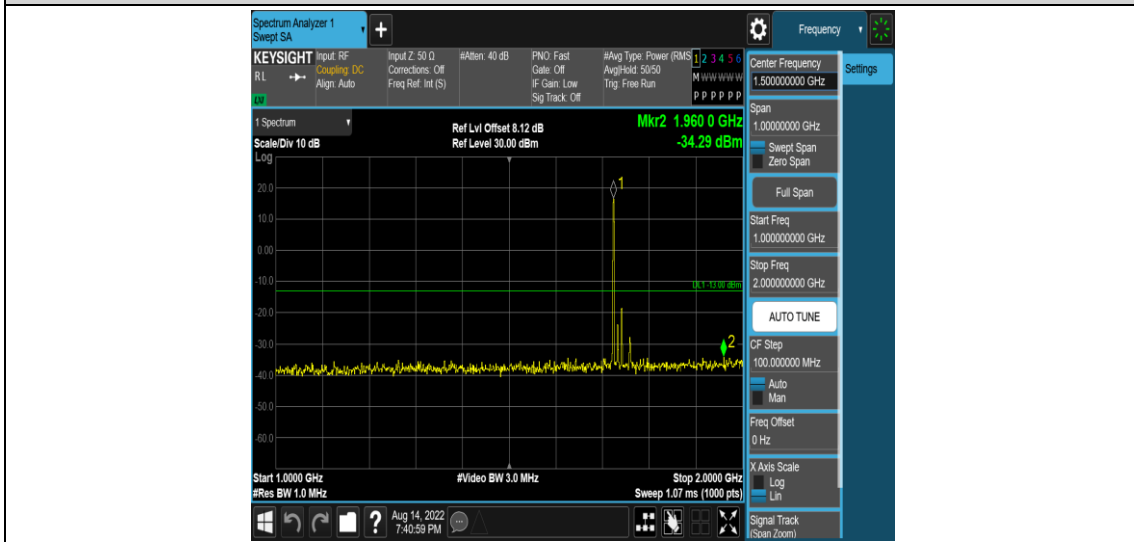 Spectrum Analyzer 1
Swept SA
Frequency
KEYSIGHT
RL
Input: RF
Coupling: DC
Align: Auto
Input Z: 50 Ω
Corrections: Off
Freq Ref: Int (S)
#Atten: 40 dB
PNO: Fast
Gate: Off
IF Gain: Low
Sig Track: Off
#Avg Type: Power (RMS
Avg|Hold: 50/50
Trig: Free Run
1 2 3 4 5 6
M W W W W W
P P P P P P
1 Spectrum
Scale/Div 10 dB
Log
Ref Lvl Offset 8.12 dB
Ref Level 30.00 dBm
Mkr2 1.960 0 GHz
-34.29 dBm
20.0
10.0
0.00
-10.0
-20.0
-30.0
-40.0
-50.0
-60.0
1
DL1 -13.00 dBm
2
Start 1.0000 GHz
#Res BW 1.0 MHz
#Video BW 3.0 MHz
Stop 2.0000 GHz
Sweep 1.07 ms (1000 pts)
Aug 14, 2022
7:40:59 PM
Center Frequency
1.500000000 GHz
Settings
Span
1.00000000 GHz
Swept Span
Zero Span
Full Span
Start Freq
1.000000000 GHz
Stop Freq
2.000000000 GHz
AUTO TUNE
CF Step
100.000000 MHz
Auto
Man
Freq Offset
0 Hz
X Axis Scale
Log
Lin
Signal Track
(Span Zoom)